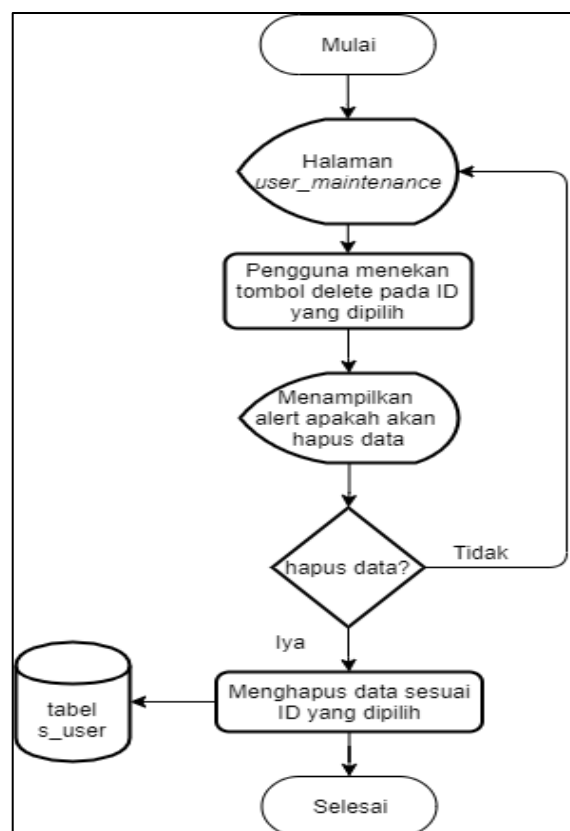 Mulai
Halaman
user_maintenance
Pengguna menekan
tombol delete pada ID
yang dipilih
Menampilkan
alert apakah akan
hapus data
hapus data?
Tidak
Iya
Menghapus data sesuai
ID yang dipilih
tabel
s_user
Selesai